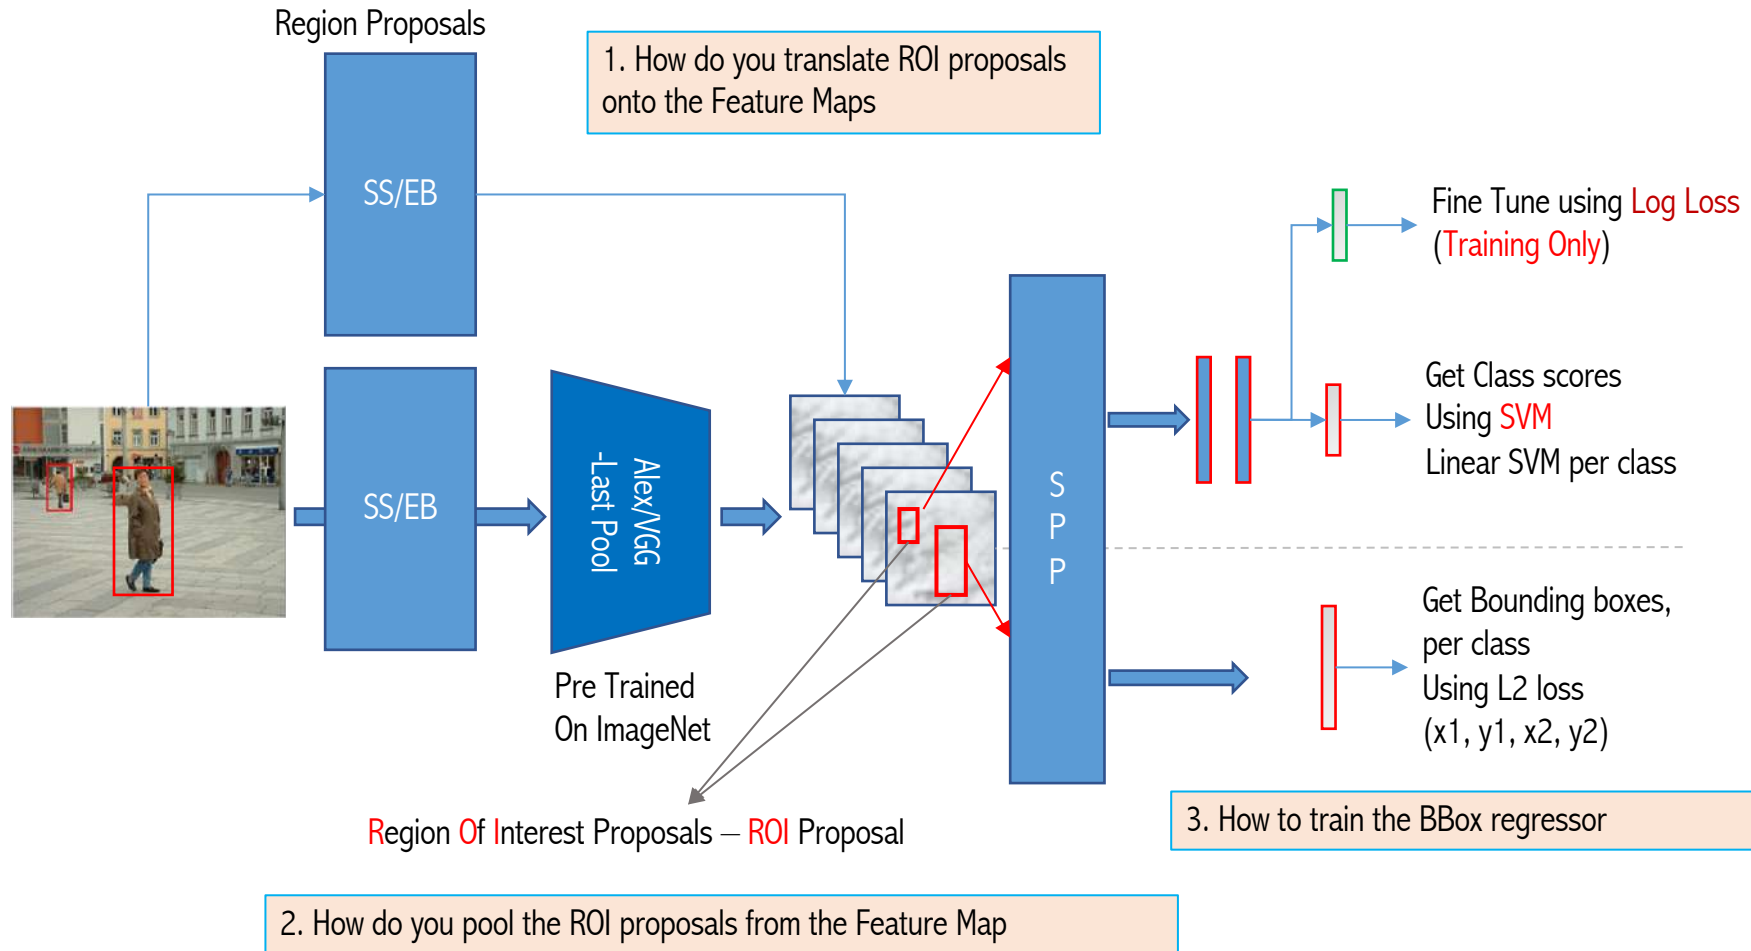 Region Proposals
1. How do you translate ROI proposals
onto the Feature Maps
SS/EB
Fine Tune using Log Loss
(Training Only)
SS/EB
Alex/VGG
-Last Pool
S
P
P
Get Class scores
Using SVM
Linear SVM per class
Get Bounding boxes,
per class
Using L2 loss
(x1, y1, x2, y2)
Pre Trained
On ImageNet
Region Of Interest Proposals – ROI Proposal
3. How to train the BBox regressor
2. How do you pool the ROI proposals from the Feature Map